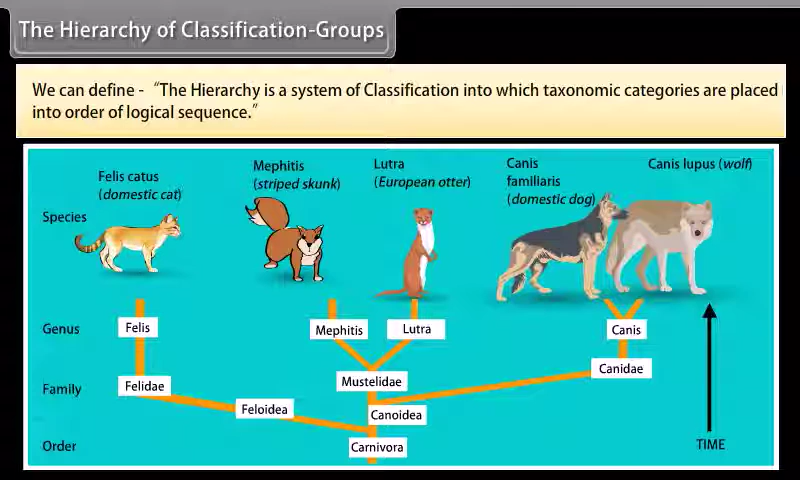 The Hierarchy of Classification-Groups
We can define - “The Hierarchy is a system of Classification into which taxonomic categories are placed
into order of logical sequence.”
Felis catus
(domestic cat)
Mephitis
(striped skunk)
Lutra
(European otter)
Canis
familiaris
(domestic dog)
Canis lupus (wolf)
Species
Genus
Felis
Mephitis
Lutra
Canis
Canidae
Family
Felidae
Mustelidae
Feloidea
Canoidea
Order
Carnivora
TIME